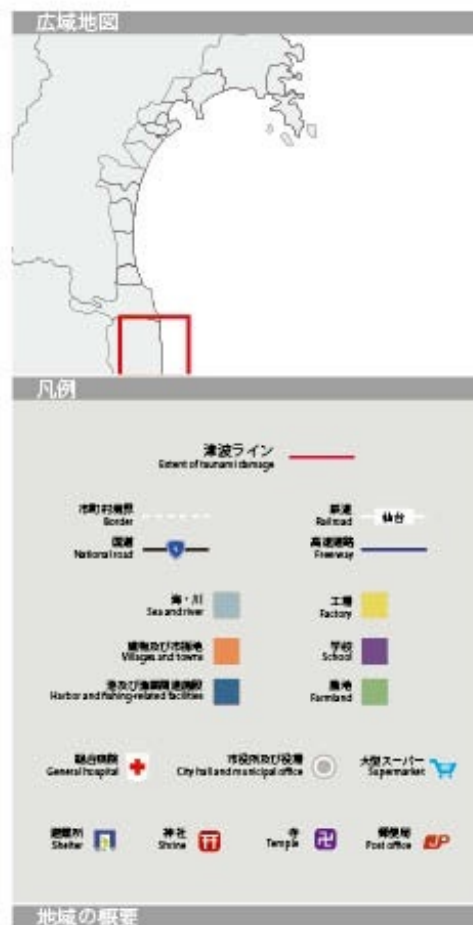 広域地図
凡例
津波ライン
Extent of tsunami damage
市町村境界
Border
鉄道
Railroad
仙台
国道
National road
高速道路
Freeway
海・川
Sea and river
工場
Factory
建物及び市街地
Villages and towns
学校
School
港及び漁業関連施設
Harbor and fishing-related facilities
農地
Farmland
総合病院
General hospital
市役所及び役場
City hall and municipal office
大型スーパー
Supermarket
避難所
Shelter
神社
Shrine
寺
Temple
郵便局
Post office
地域の概要